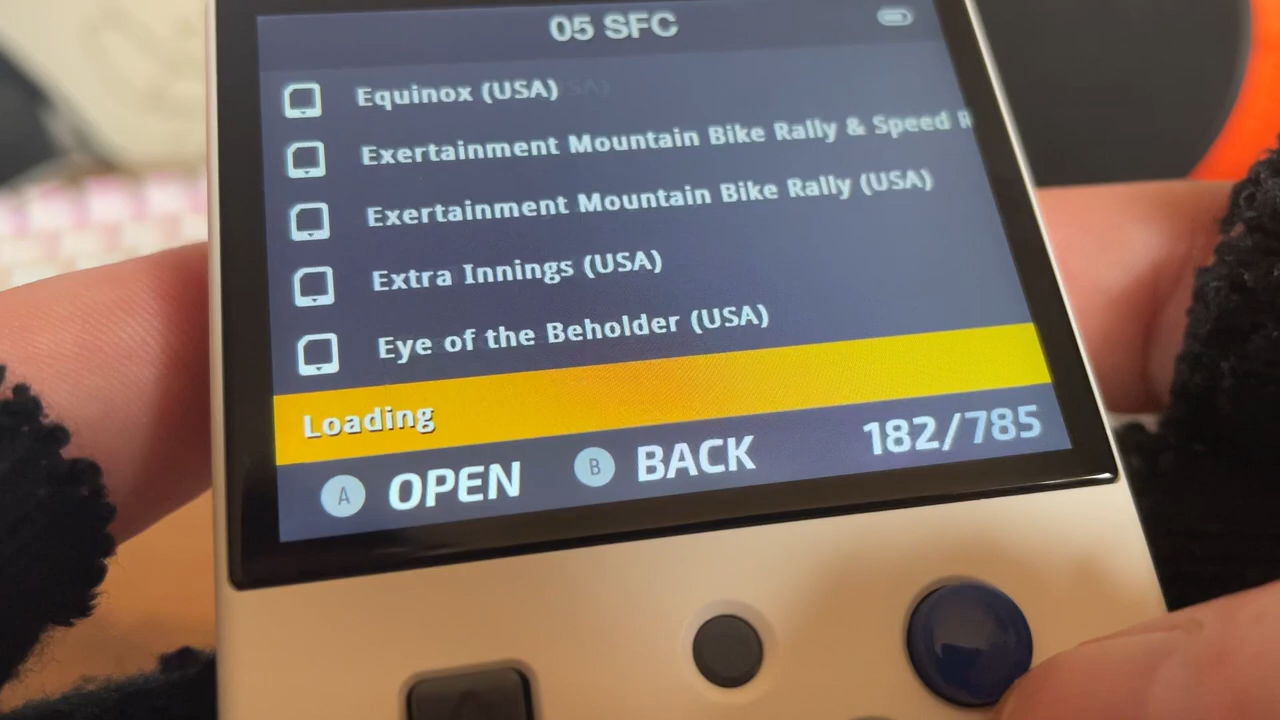 05 SFC
Equinox (USA)
Exertainment Mountain Bike Rally & Speed R
Exertainment Mountain Bike Rally (USA)
Extra Innings (USA)
Eye of the Beholder (USA)
Loading
A OPEN B BACK 182/785